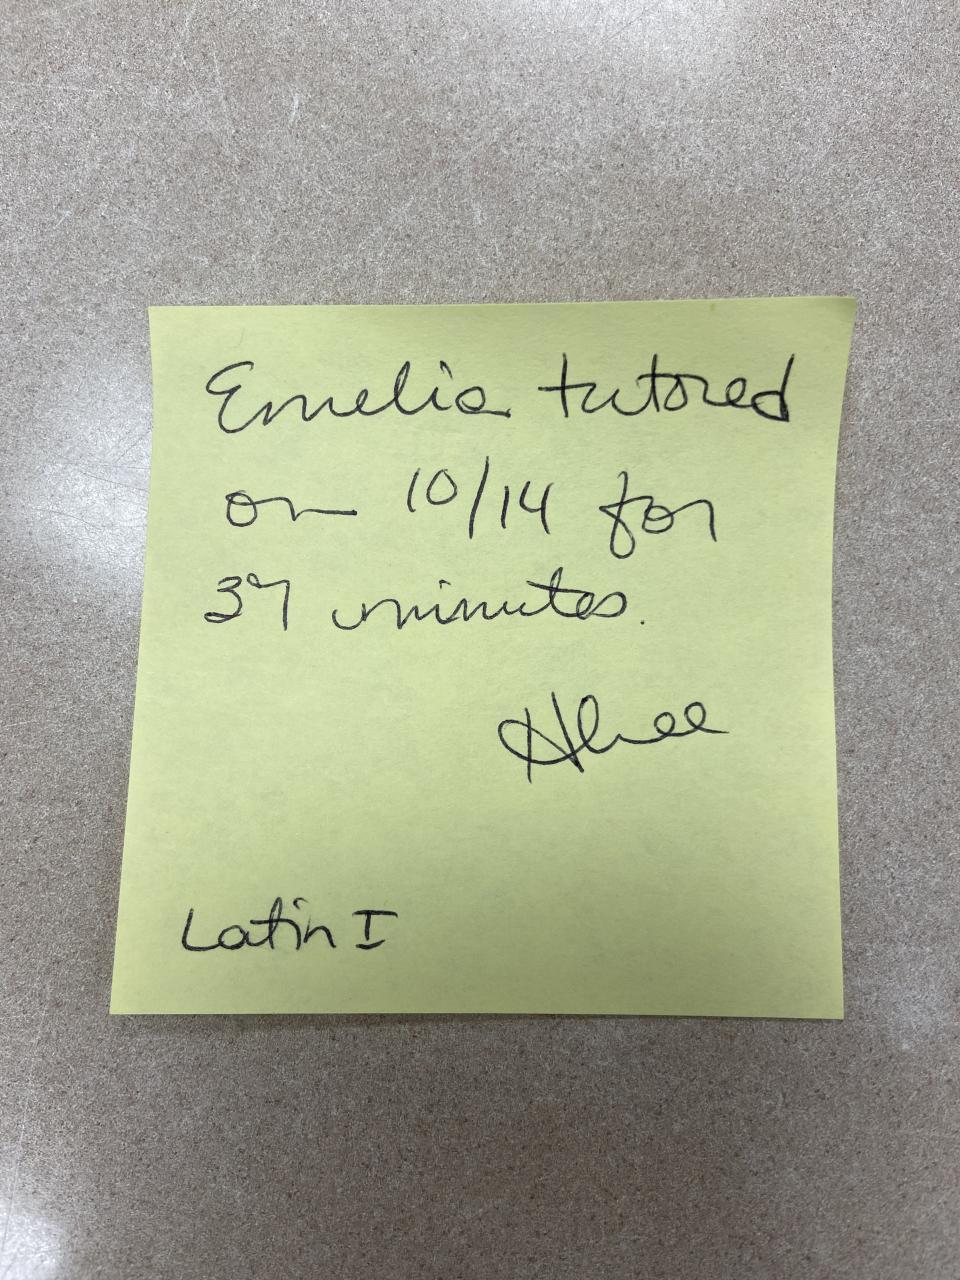 Emelia tutored
on 10/14 for
37 minutes.
Latin I